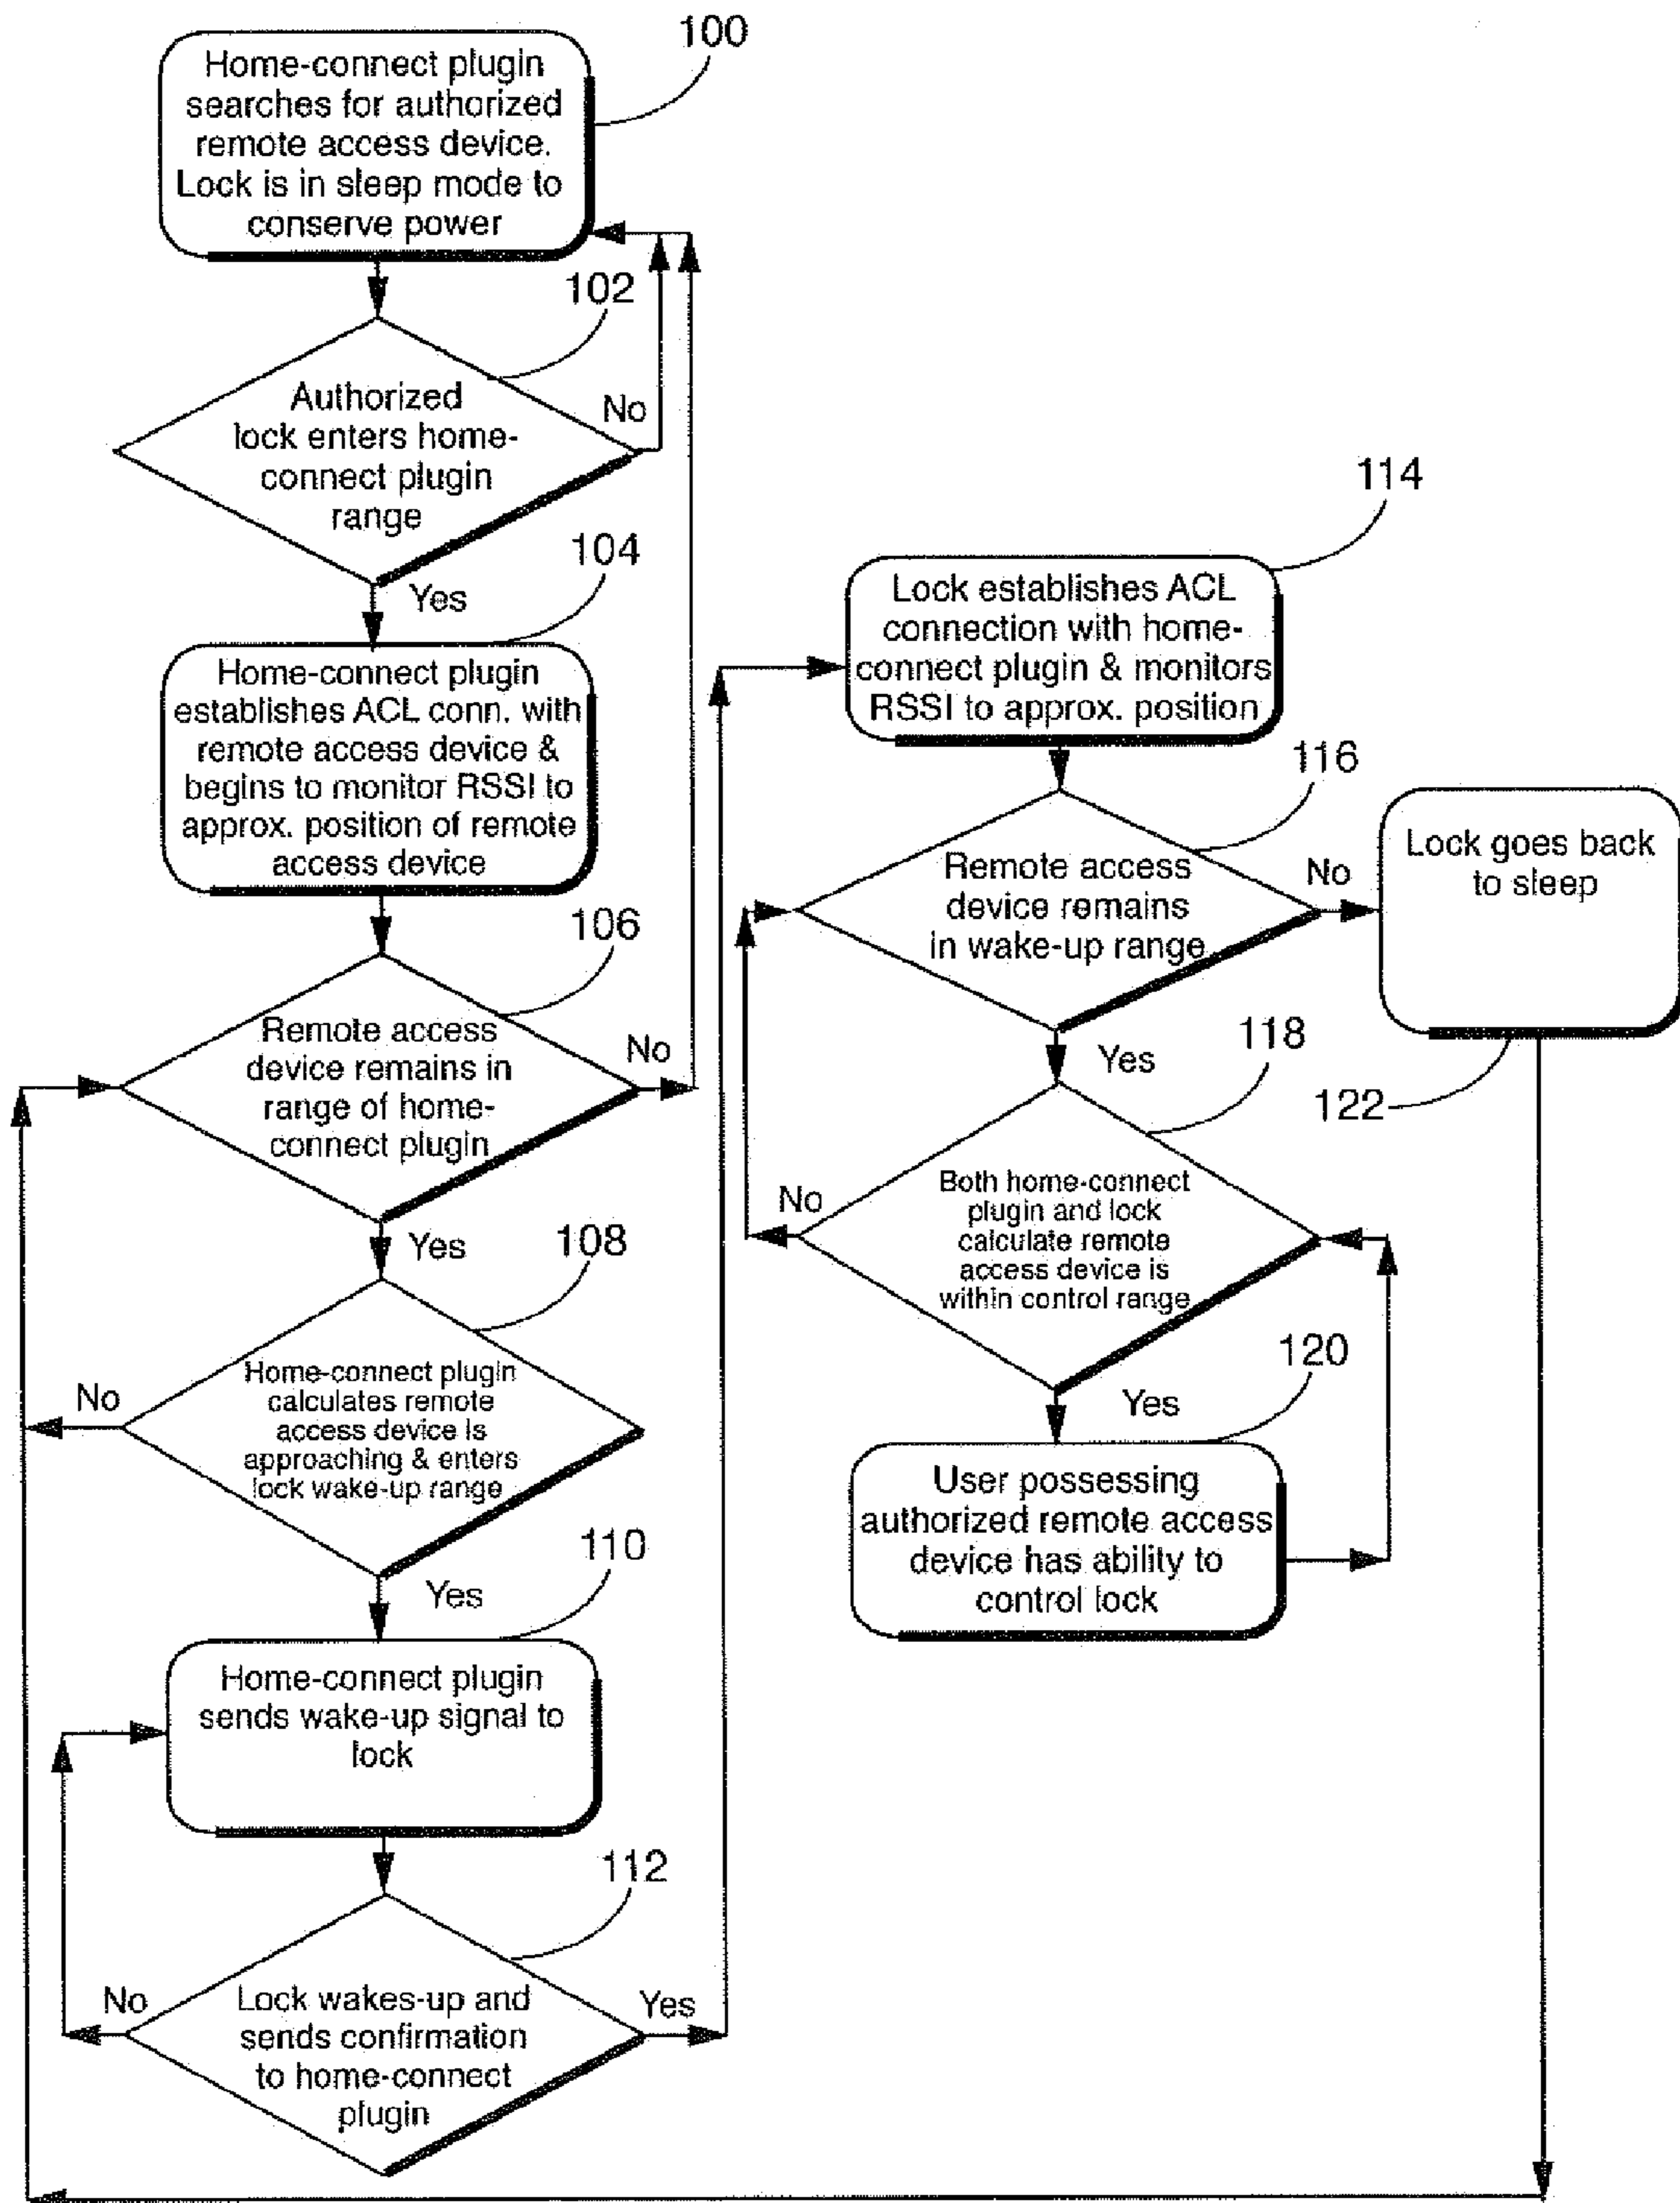 100
Home-connect plugin
searches for authorized
remote access device.
Lock is in sleep mode to
conserve power
102
Authorized
lock enters home-
connect plugin
range
No
Yes
104
Home-connect plugin
establishes ACL conn. with
remote access device &
begins to monitor RSSI to
approx. position of remote
access device
106
Remote access
device remains in
range of home-
connect plugin
No
Yes
108
Home-connect plugin
calculates remote
access device is
approaching & enters
lock wake-up range
No
Yes
110
Home-connect plugin
sends wake-up signal to
lock
112
Lock wakes-up and
sends confirmation
to home-connect
plugin
No
Yes
114
Lock establishes ACL
connection with home-
connect plugin & monitors
RSSI to approx. position
116
Remote access
device remains
in wake-up range
No
Yes
Lock goes back
to sleep
122
118
Both home-connect
plugin and lock
calculate remote
access device is
within control range
No
Yes
120
User possessing
authorized remote access
device has ability to
control lock